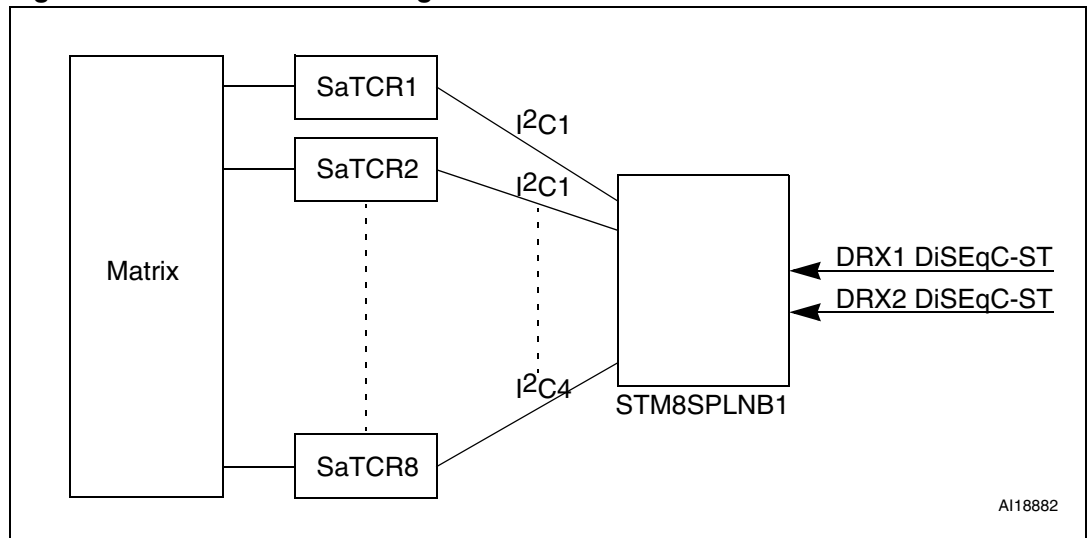 SaTCR1
I²C1
SaTCR2
I²C1
Matrix
DRX1 DiSEqC-ST
DRX2 DiSEqC-ST
I²C4
STM8SPLNB1
SaTCR8
AI18882